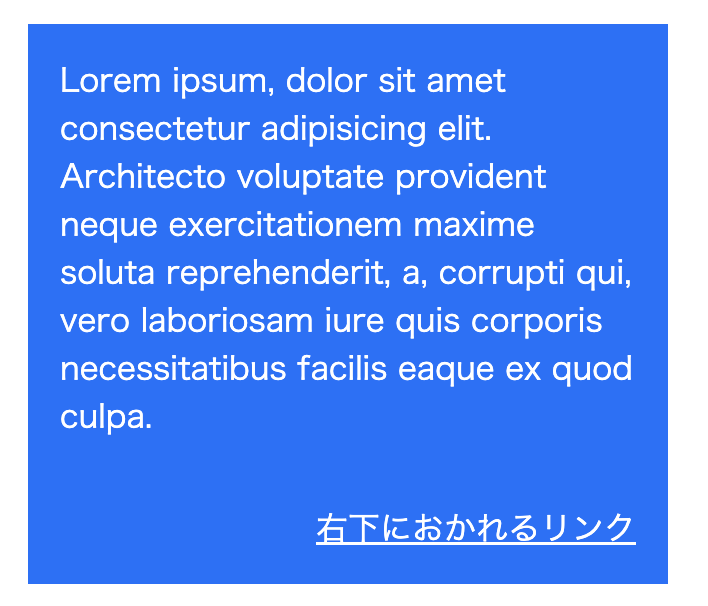 Lorem ipsum, dolor sit amet
consectetur adipisicing elit.
Architecto voluptate provident
neque exercitationem maxime
soluta reprehenderit, a, corrupti qui,
vero laboriosam iure quis corporis
necessitatibus facilis eaque ex quod
culpa.
右下におかれるリンク